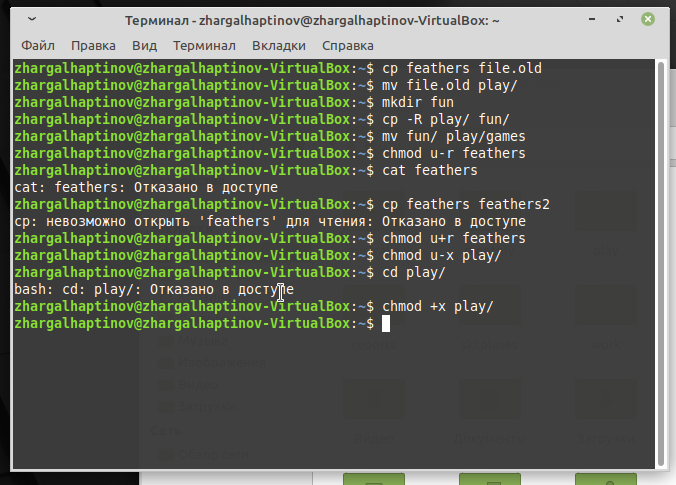 Терминал - zhargalhaptinov@zhargalhaptinov-VirtualBox: ~
Файл Правка Вид Терминал Вкладки Справка
zhargalhaptinov@zhargalhaptinov-VirtualBox:~$ cp feathers file.old
zhargalhaptinov@zhargalhaptinov-VirtualBox:~$ mv file.old play/
zhargalhaptinov@zhargalhaptinov-VirtualBox:~$ mkdir fun
zhargalhaptinov@zhargalhaptinov-VirtualBox:~$ cp -R play/ fun/
zhargalhaptinov@zhargalhaptinov-VirtualBox:~$ mv fun/ play/games
zhargalhaptinov@zhargalhaptinov-VirtualBox:~$ chmod u-r feathers
zhargalhaptinov@zhargalhaptinov-VirtualBox:~$ cat feathers
cat: feathers: Отказано в доступе
zhargalhaptinov@zhargalhaptinov-VirtualBox:~$ cp feathers feathers2
cp: невозможно открыть 'feathers' для чтения: Отказано в доступе
zhargalhaptinov@zhargalhaptinov-VirtualBox:~$ chmod u+r feathers
zhargalhaptinov@zhargalhaptinov-VirtualBox:~$ chmod u-x play/
zhargalhaptinov@zhargalhaptinov-VirtualBox:~$ cd play/
bash: cd: play/: Отказано в доступе
zhargalhaptinov@zhargalhaptinov-VirtualBox:~$ chmod +x play/
zhargalhaptinov@zhargalhaptinov-VirtualBox:~$